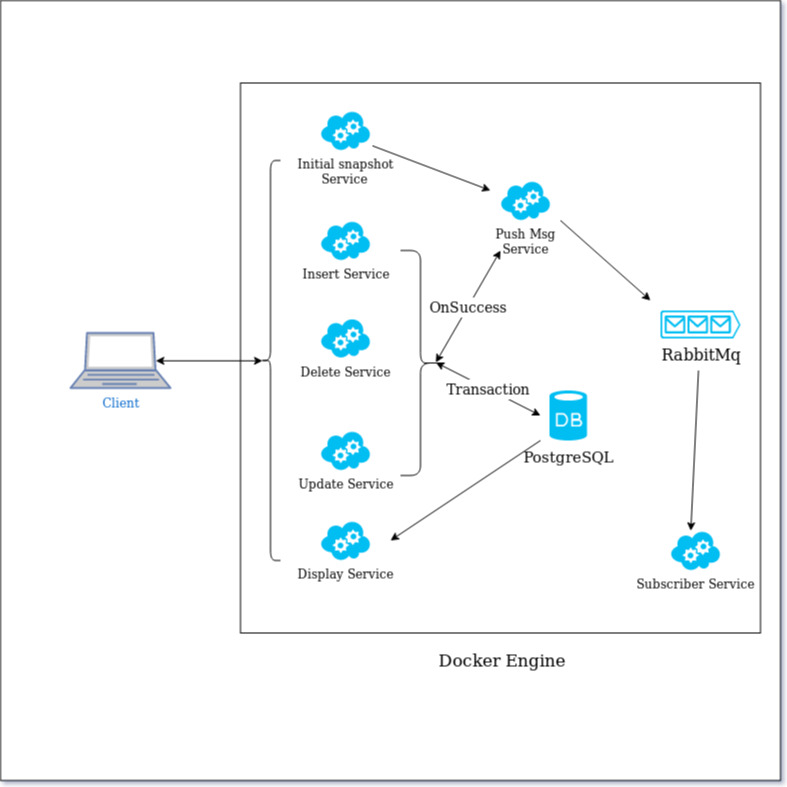 Initial snapshot
Service
Push Msg
Service
Insert Service
OnSuccess
RabbitMq
Delete Service
Transaction
Client
DB
PostgreSQL
Update Service
Display Service
Subscriber Service
Docker Engine